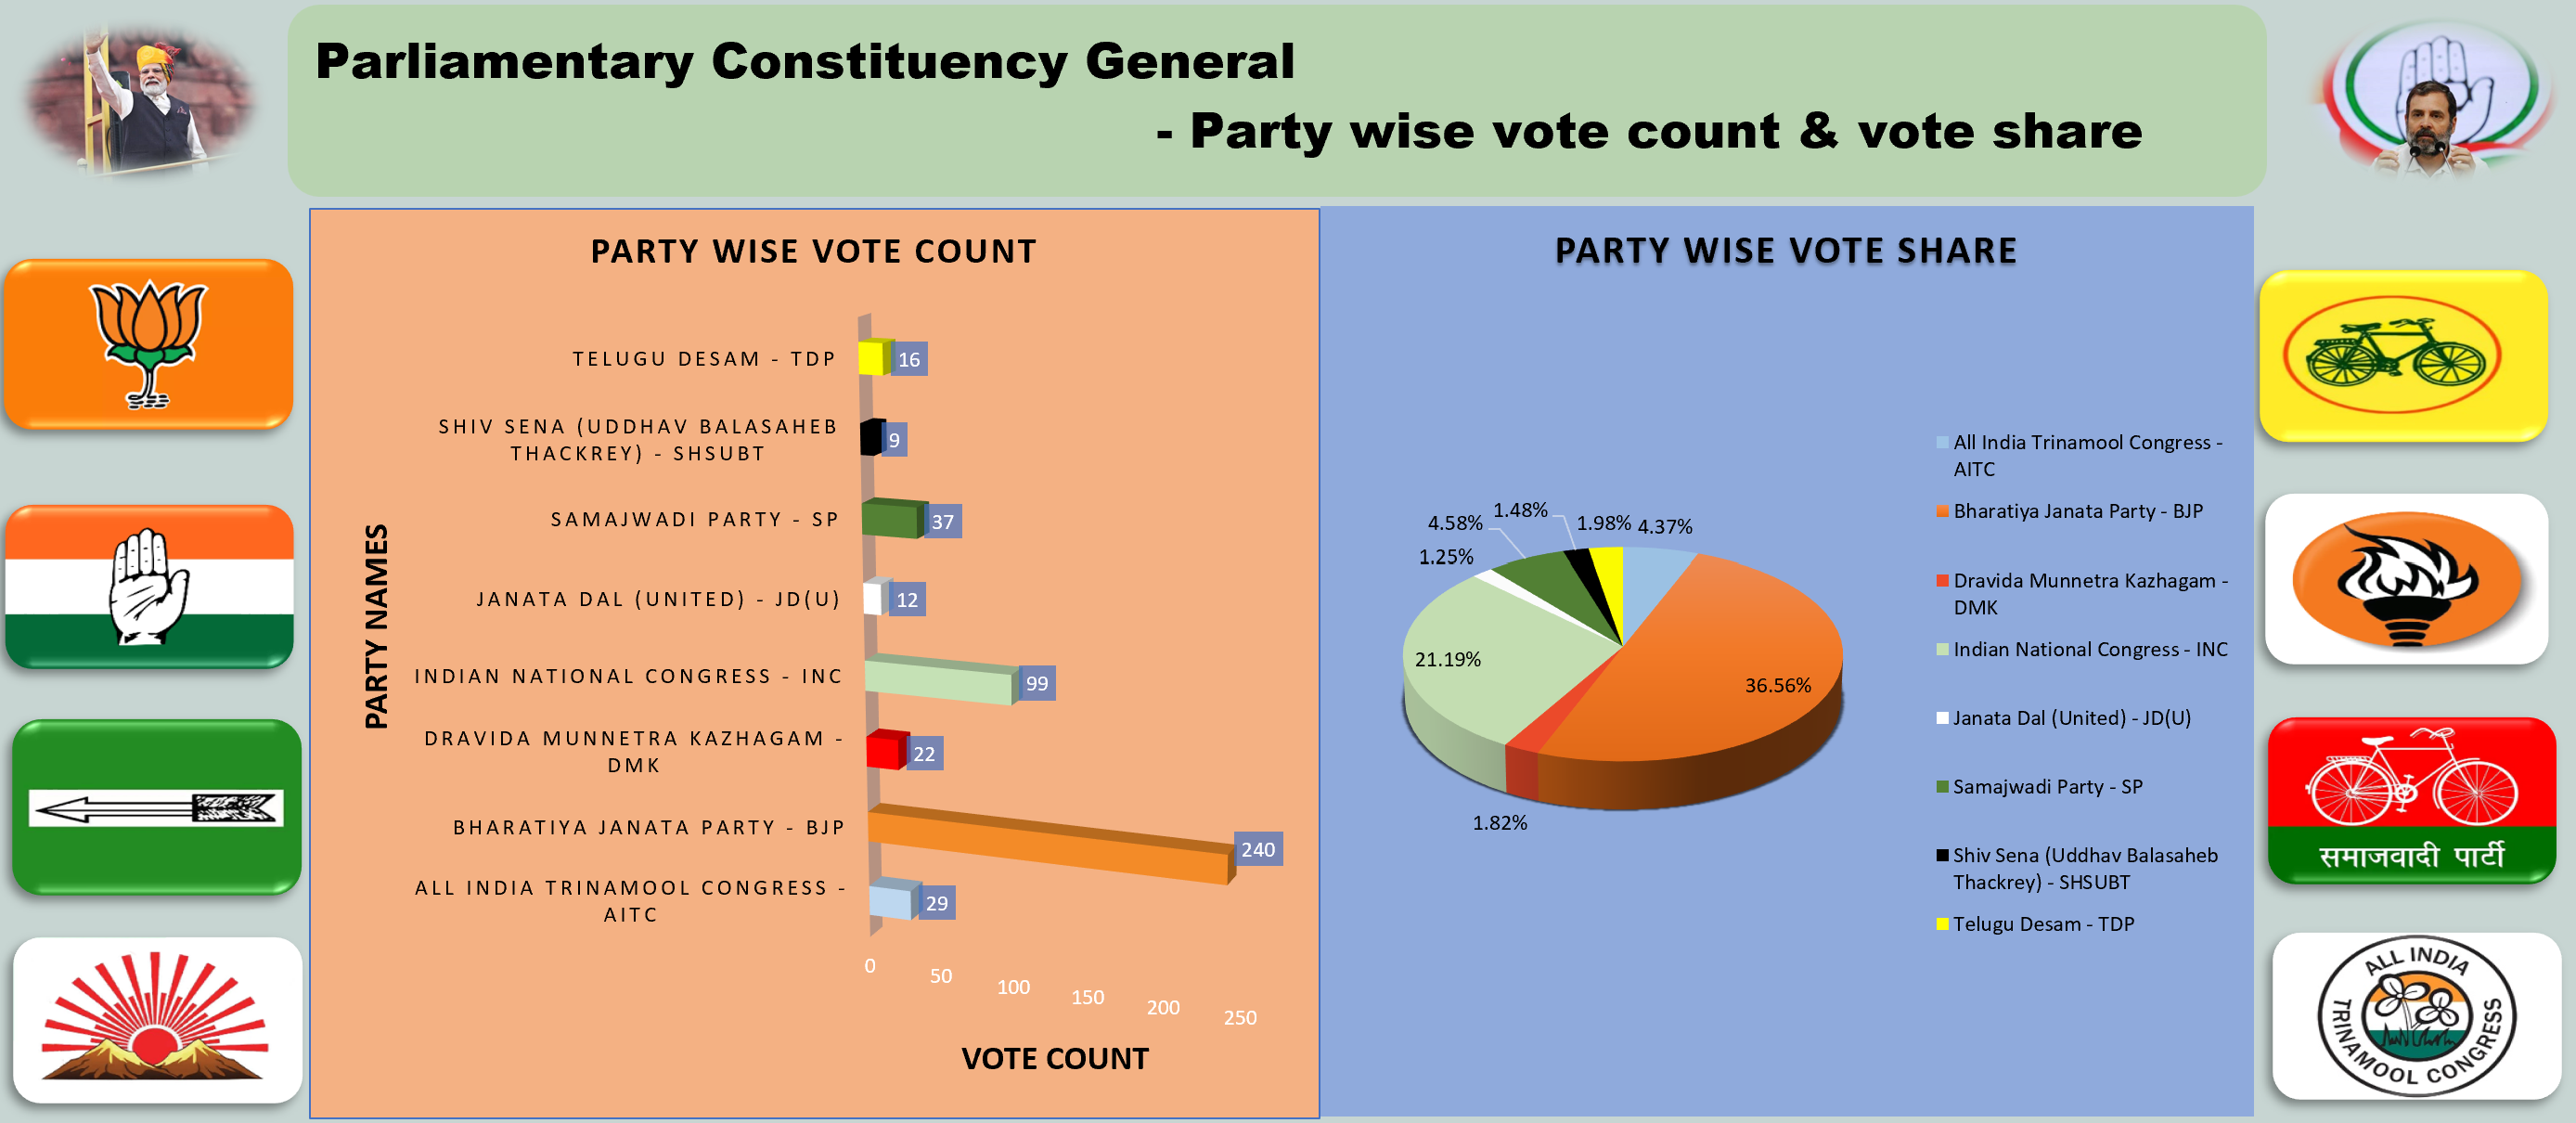 Parliamentary Constituency General
- Party wise vote count & vote share
PARTY WISE VOTE COUNT
PARTY NAMES
TELUGU DESAM - TDP
16
SHIV SENA (UDDHAV BALASAHEB
THACKREY) - SHSUBT
9
SAMAJWADI PARTY - SP
37
JANATA DAL (UNITED) - JD(U)
12
INDIAN NATIONAL CONGRESS - INC
99
DRAVIDA MUNNETRA KAZHAGAM -
DMK
22
BHARATIYA JANATA PARTY - BJP
240
ALL INDIA TRINAMOOL CONGRESS -
AITC
29
0
50
100
150
200
250
VOTE COUNT
PARTY WISE VOTE SHARE
4.58%
1.48%
1.98%
4.37%
1.25%
21.19%
36.56%
1.82%
All India Trinamool Congress -
AITC
Bharatiya Janata Party - BJP
Dravida Munnetra Kazhagam -
DMK
Indian National Congress - INC
Janata Dal (United) - JD(U)
Samajwadi Party - SP
Shiv Sena (Uddhav Balasaheb
Thackrey) - SHSUBT
Telugu Desam - TDP
समाजवादी पार्टी
ALL INDIA
TRINAMOOL CONGRESS